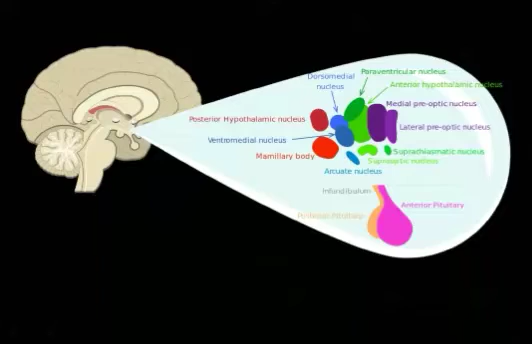 Paraventricular nucleus
Dorsomedial
nucleus
Anterior hypothalamic nucleus
Medial pre-optic nucleus
Posterior Hypothalamic nucleus
Lateral pre-optic nucleus
Ventromedial nucleus
Suprachiasmatic nucleus
Mamillary body
Supraoptic nucleus
Arcuate nucleus
Infandibulum
Anterior Pituitary
Posterior Pituitary